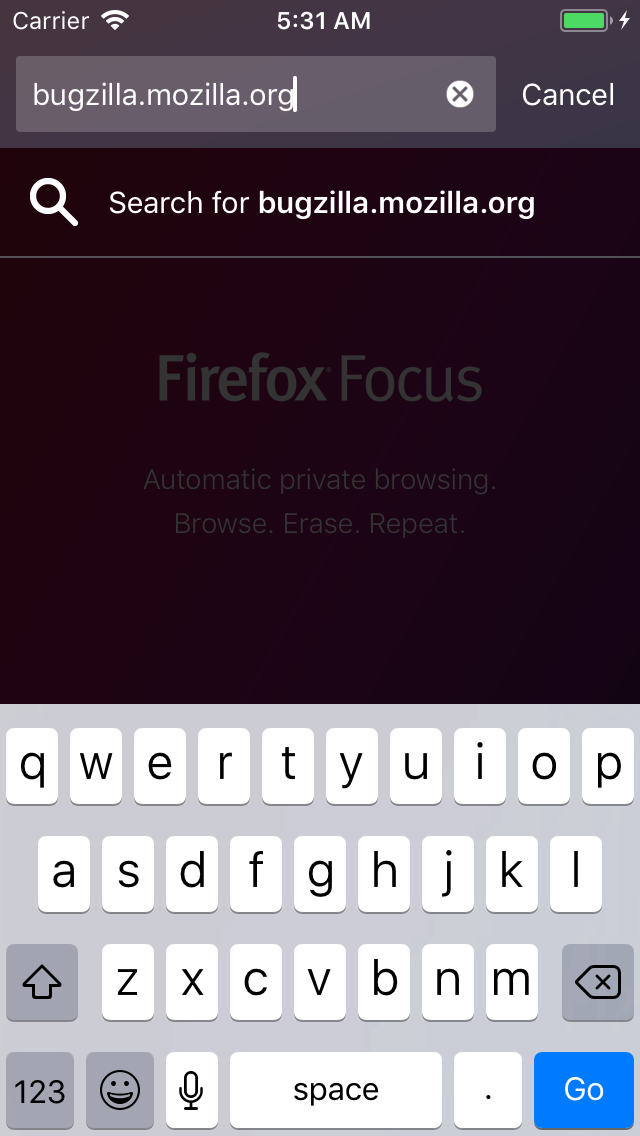 Carrier 5:31 AM
bugzilla.mozilla.org Cancel
Search for bugzilla.mozilla.org
Firefox Focus
Automatic private browsing.
Browse. Erase. Repeat.
q w e r t y u i o p
a s d f g h j k l
z x c v b n m
123 space . Go